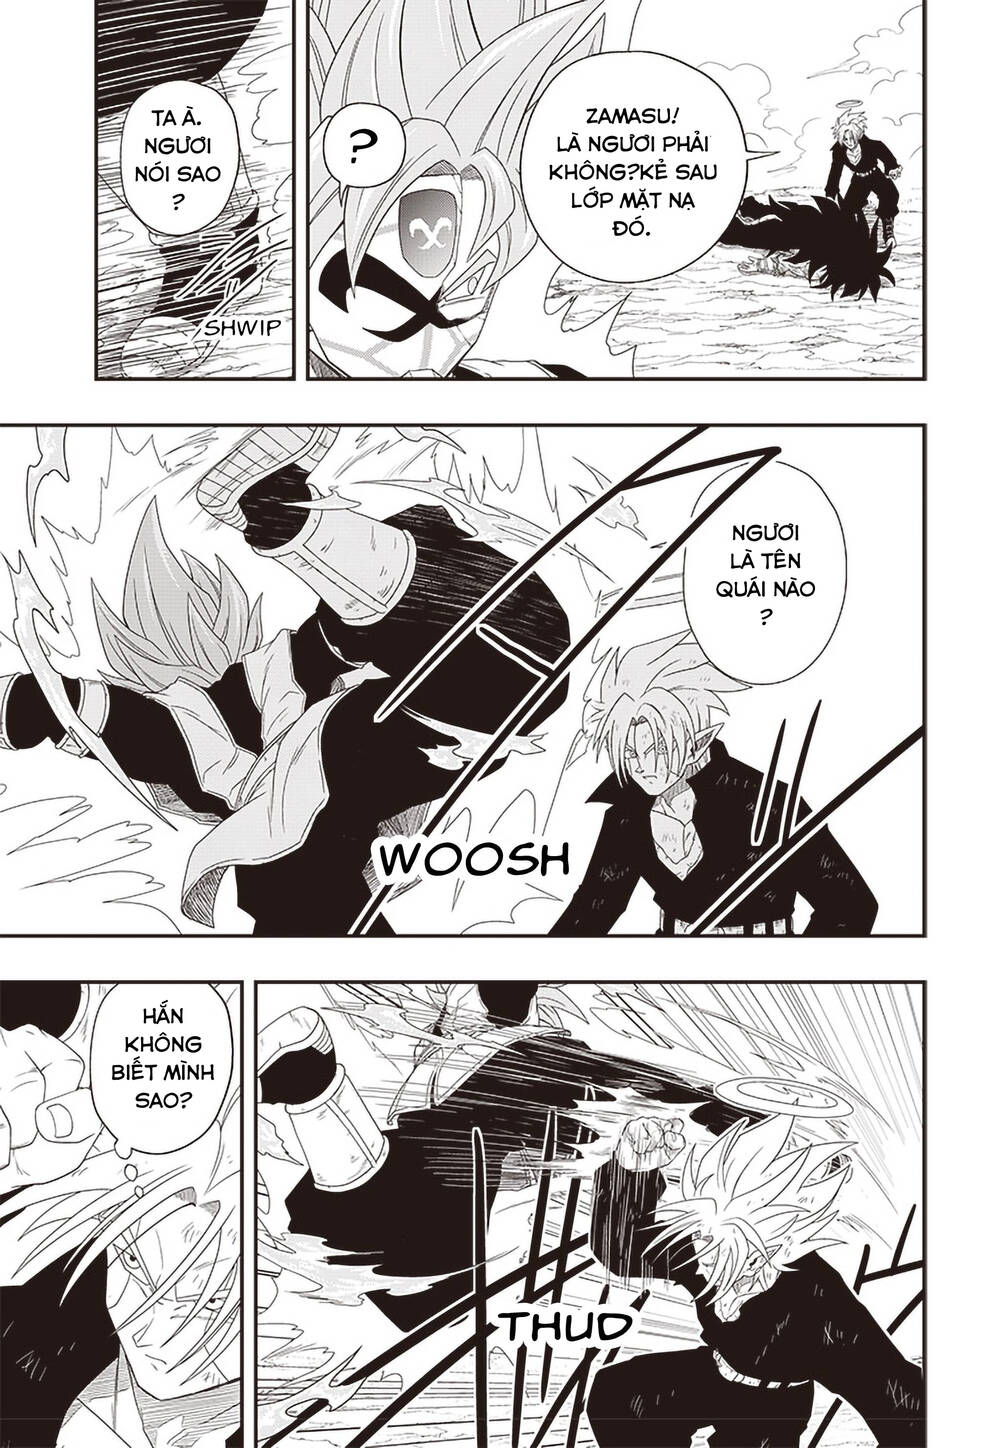 ZAMASU!
LÀ NGƯƠI PHẢI
KHÔNG?KẺ SAU
LỚP MẶT NẠ
ĐÓ.
?
TA À.
NGƯƠI
NÓI SAO
?
SHWIP
NGƯƠI
LÀ TÊN
QUÁI NÀO
?
WOOSH
THUD
HẮN
KHÔNG
BIẾT MÌNH
SAO?